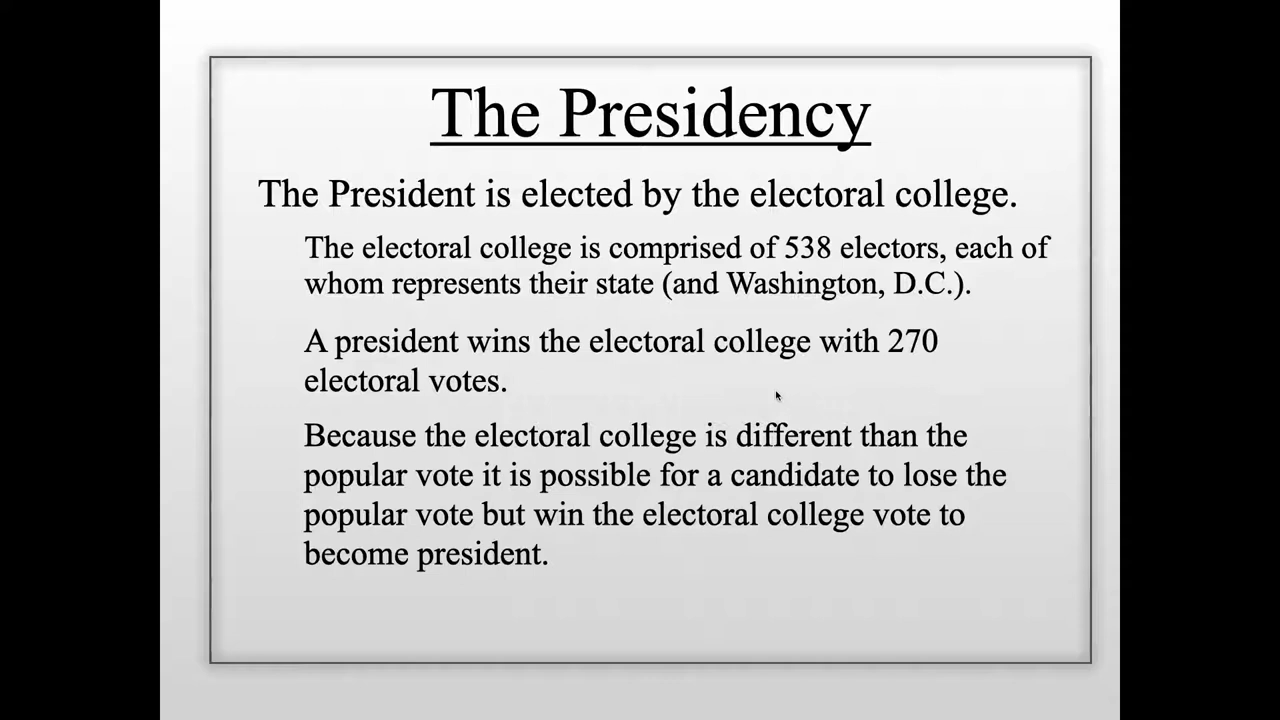 The Presidency
The President is elected by the electoral college.
The electoral college is comprised of 538 electors, each of
whom represents their state (and Washington, D.C.).
A president wins the electoral college with 270
electoral votes.
Because the electoral college is different than the
popular vote it is possible for a candidate to lose the
popular vote but win the electoral college vote to
become president.